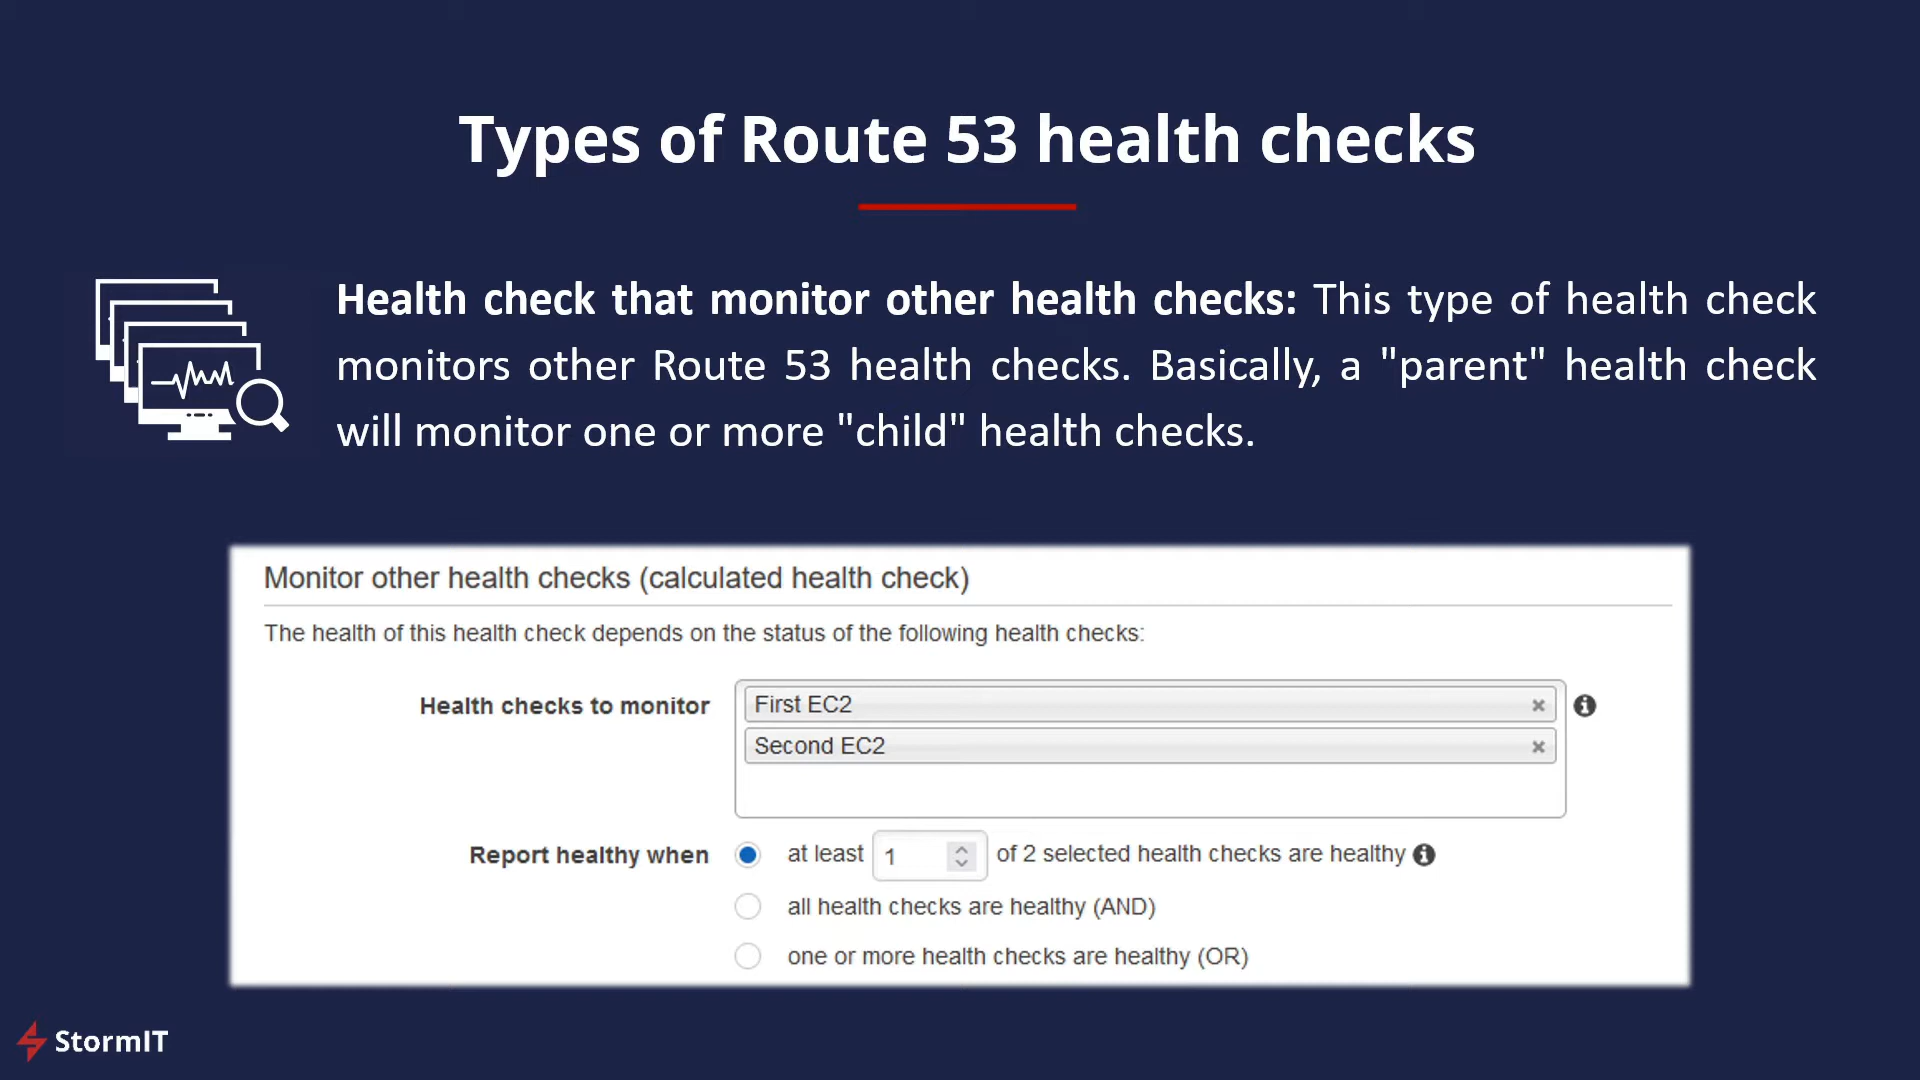 Types of Route 53 health checks
Health check that monitor other health checks: This type of health check
monitors other Route 53 health checks. Basically, a "parent" health check
will monitor one or more "child" health checks.
Monitor other health checks (calculated health check)
The health of this health check depends on the status of the following health checks:
Health checks to monitor
First EC2
Second EC2
Report healthy when
at least 1 of 2 selected health checks are healthy
all health checks are healthy (AND)
one or more health checks are healthy (OR)
StormIT